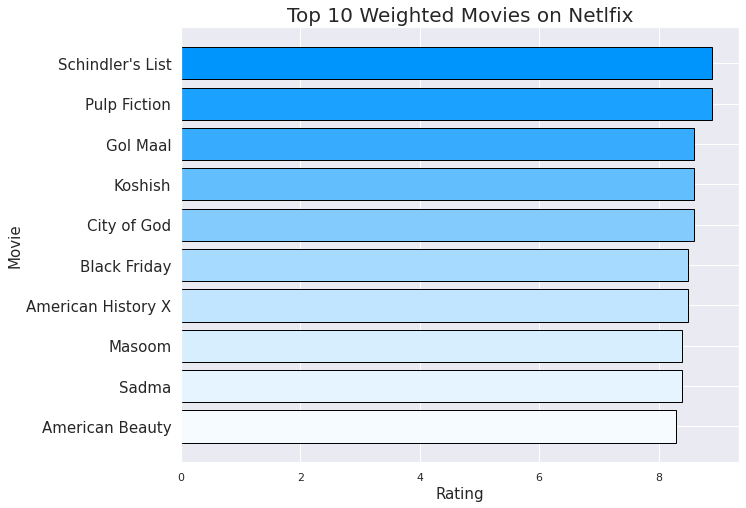 Top 10 Weighted Movies on Netlfix
Movie
Schindler's List
Pulp Fiction
Gol Maal
Koshish
City of God
Black Friday
American History X
Masoom
Sadma
American Beauty
0 2 4 6 8
Rating